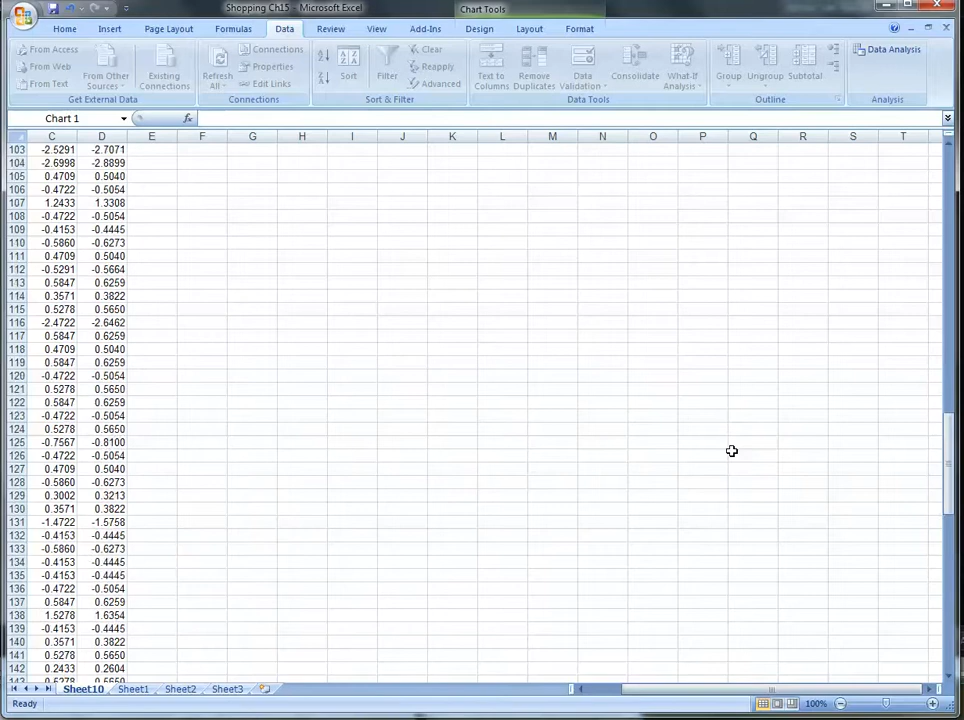 Shopping Ch15 - Microsoft Excel
Chart Tools
Home Insert Page Layout Formulas Data Review View Add-Ins Design Layout Format
From Access
From Web
From Text
From Other Sources
Existing Connections
Get External Data
Refresh All
Connections
Properties
Edit Links
Connections
Sort
Filter
Clear
Reapply
Advanced
Sort & Filter
Text to Columns
Remove Duplicates
Data Validation
Consolidate
What-If Analysis
Data Tools
Group
Ungroup
Subtotal
Outline
Data Analysis
Analysis
Chart 1
fx
C D E F G H I J K L M N O P Q R S T
103 -2.5291 -2.7071
104 -2.6998 -2.8899
105 0.4709 0.5040
106 -0.4722 -0.5054
107 1.2433 1.3308
108 -0.4722 -0.5054
109 -0.4153 -0.4445
110 -0.5860 -0.6273
111 0.4709 0.5040
112 -0.5291 -0.5664
113 0.5847 0.6259
114 0.3571 0.3822
115 0.5278 0.5650
116 -2.4722 -2.6462
117 0.5847 0.6259
118 0.4709 0.5040
119 0.5847 0.6259
120 -0.4722 -0.5054
121 0.5278 0.5650
122 0.5847 0.6259
123 -0.4722 -0.5054
124 0.5278 0.5650
125 -0.7567 -0.8100
126 -0.4722 -0.5054
127 0.4709 0.5040
128 -0.5860 -0.6273
129 0.3002 0.3213
130 0.3571 0.3822
131 -1.4722 -1.5758
132 -0.4153 -0.4445
133 -0.5860 -0.6273
134 -0.4153 -0.4445
135 -0.4153 -0.4445
136 -0.4722 -0.5054
137 0.5847 0.6259
138 1.5278 1.6354
139 -0.4153 -0.4445
140 0.3571 0.3822
141 0.5278 0.5650
142 0.2433 0.2604
Sheet10 Sheet1 Sheet2 Sheet3
Ready
100%